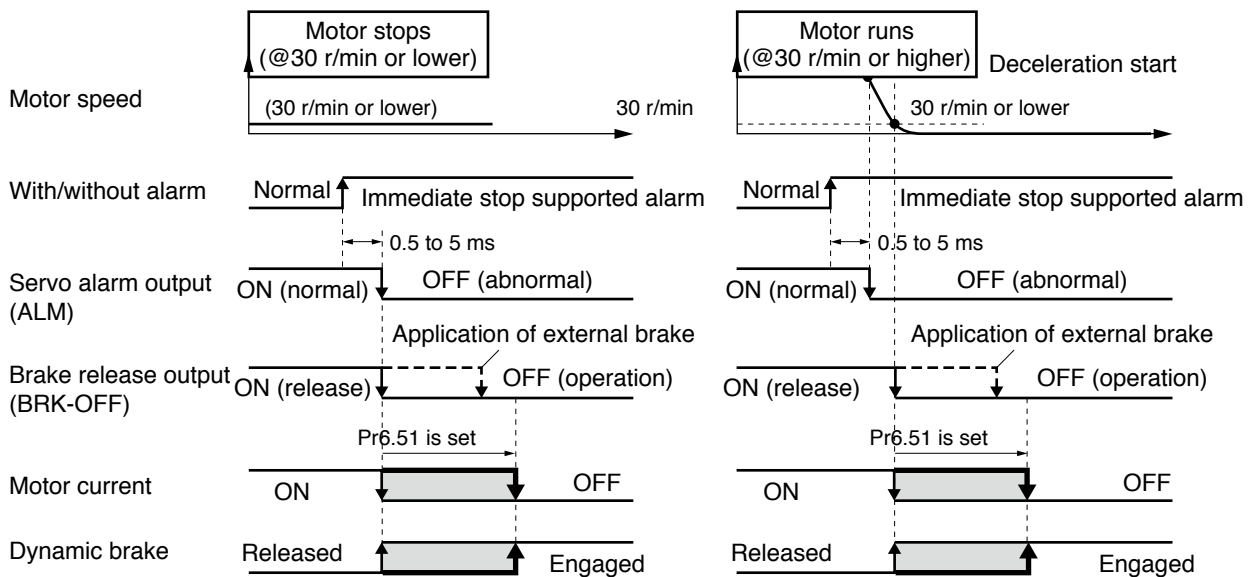 Motor stops
(@30 r/min or lower)
Motor runs
(@30 r/min or higher)
Deceleration start
Motor speed
(30 r/min or lower)
30 r/min
30 r/min or lower
With/without alarm
Normal
Immediate stop supported alarm
Normal
Immediate stop supported alarm
0.5 to 5 ms
0.5 to 5 ms
Servo alarm output
(ALM)
ON (normal)
OFF (abnormal)
ON (normal)
OFF (abnormal)
Application of external brake
Application of external brake
Brake release output
(BRK-OFF)
ON (release)
OFF (operation)
ON (release)
OFF (operation)
Pr6.51 is set
Pr6.51 is set
Motor current
ON
OFF
ON
OFF
Dynamic brake
Released
Engaged
Released
Engaged